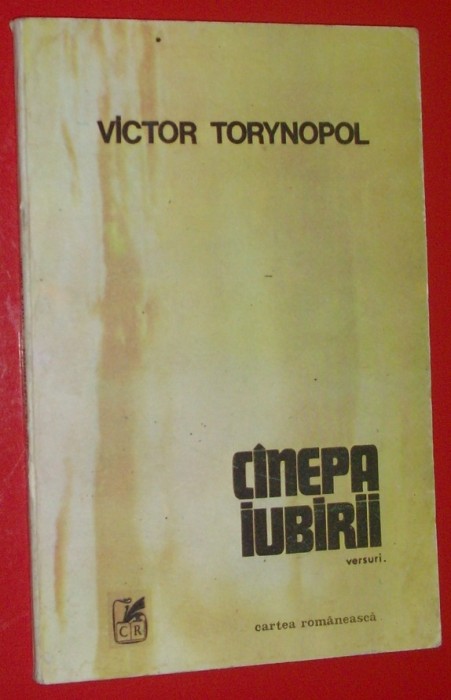 VICTOR TORYNOPOL
CÎNEPA
IUBIRII
versuri.
CR
cartea românească